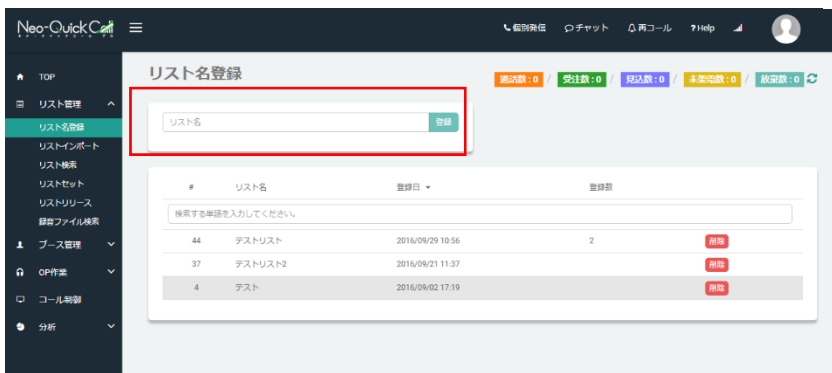 Neo-QuickCall
個別発信 チャット 再コール ?Help
TOP
リスト管理
リスト名登録
リストインポート
リスト検索
リストセット
リストリリース
録音ファイル検索
ブース管理
OP作業
コール制御
分析
リスト名登録
通話数:0 / 受注数:0 / 見込数:0 / 未架電数:0 / 放棄数:0
リスト名 登録
# リスト名 登録日 登録数
検索する単語を入力してください。
44 テストリスト 2016/09/29 10:56 2 削除
37 テストリスト2 2016/09/21 11:37 削除
4 テスト 2016/09/02 17:19 削除